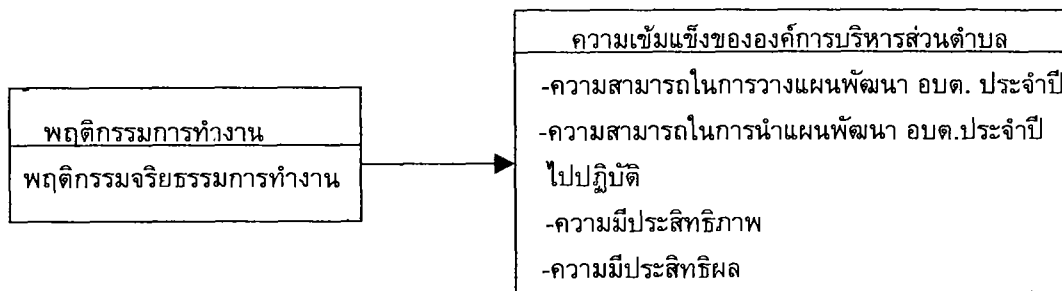 พฤติกรรมการทำงาน
พฤติกรรมจริยธรรมการทำงาน
ความเข้มแข็งขององค์การบริหารส่วนตำบล
-ความสามารถในการวางแผนพัฒนา อบต. ประจำปี
-ความสามารถในการนำแผนพัฒนา อบต.ประจำปี
ไปปฏิบัติ
-ความมีประสิทธิภาพ
-ความมีประสิทธิผล